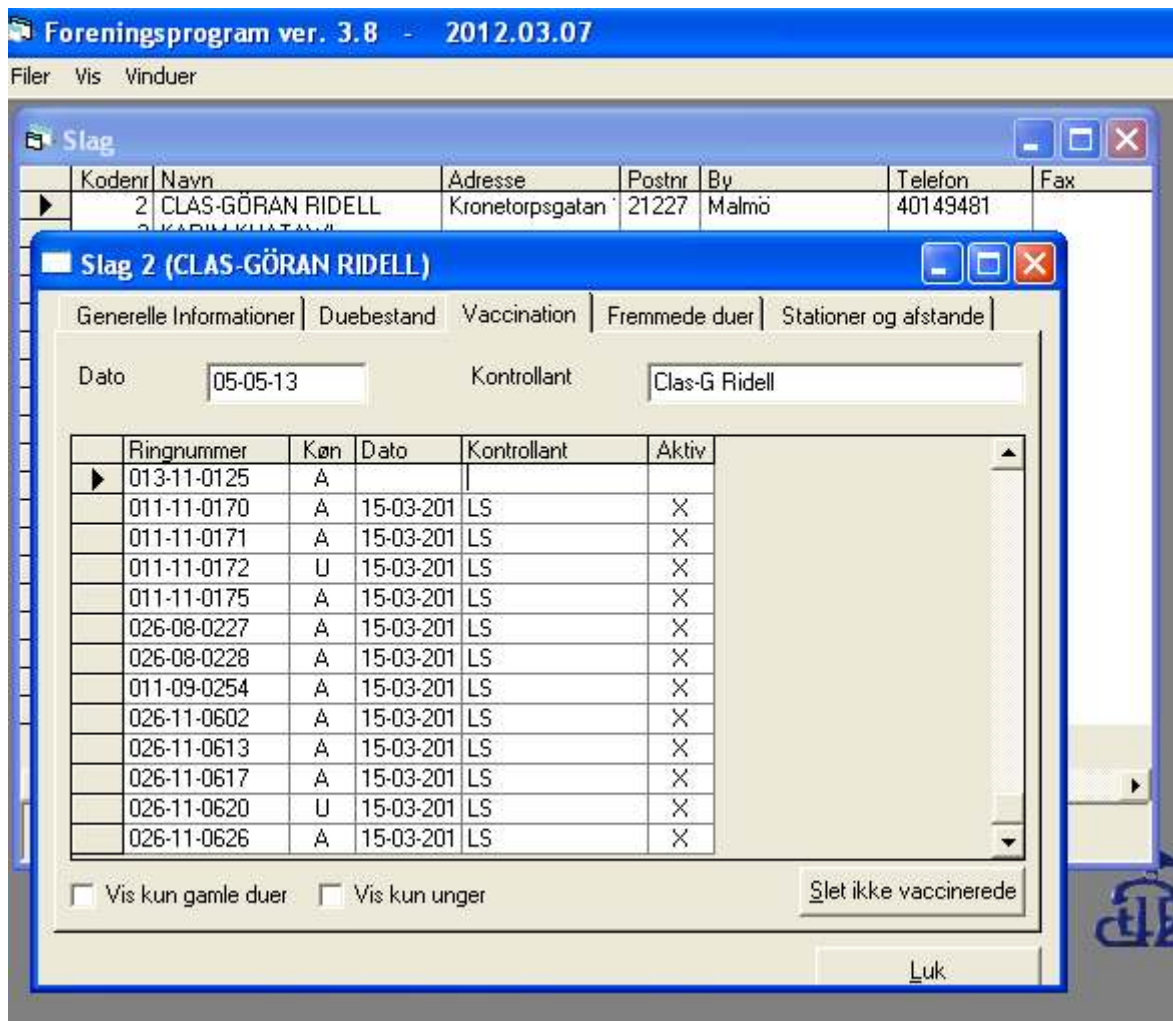 Foreningsprogram ver. 3.8 - 2012.03.07
Filer Vis Vinduer
Slag
Kodenr Navn Adresse Postnr By Telefon Fax
2 CLAS-GÖRAN RIDELL Kronetorpsgatan 21227 Malmö 40149481
Slag 2 (CLAS-GÖRAN RIDELL)
Generelle Informationer Duebestand Vaccination Fremmede duer Stationer og afstande
Dato 05-05-13 Kontrollant Clas-G Ridell
Ringnummer Køn Dato Kontrollant Aktiv
013-11-0125 A
011-11-0170 A 15-03-201 LS X
011-11-0171 A 15-03-201 LS X
011-11-0172 U 15-03-201 LS X
011-11-0175 A 15-03-201 LS X
026-08-0227 A 15-03-201 LS X
026-08-0228 A 15-03-201 LS X
011-09-0254 A 15-03-201 LS X
026-11-0602 A 15-03-201 LS X
026-11-0613 A 15-03-201 LS X
026-11-0617 A 15-03-201 LS X
026-11-0620 U 15-03-201 LS X
026-11-0626 A 15-03-201 LS X
Vis kun gamle duer Vis kun unger Slet ikke vaccinerede
Luk